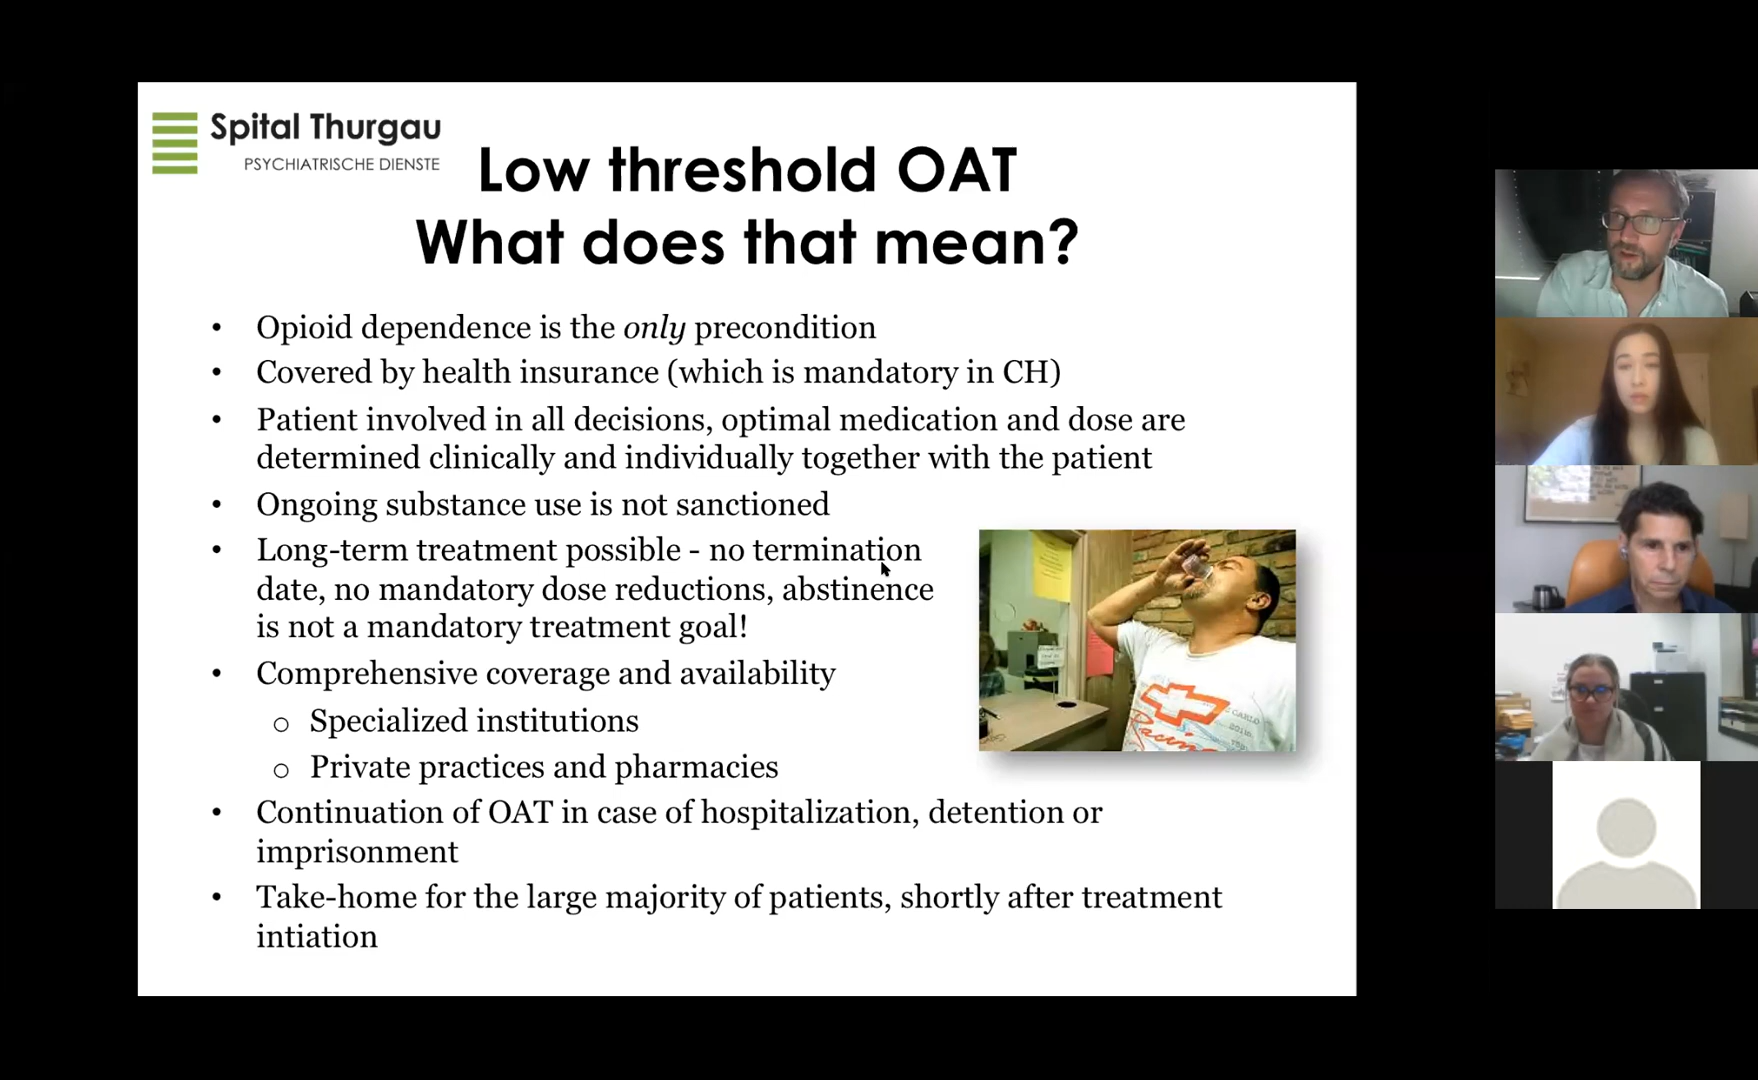 Spital Thurgau
PSYCHIATRISCHE DIENSTE
Low threshold OAT
What does that mean?
• Opioid dependence is the only precondition
• Covered by health insurance (which is mandatory in CH)
• Patient involved in all decisions, optimal medication and dose are
determined clinically and individually together with the patient
• Ongoing substance use is not sanctioned
• Long-term treatment possible - no termination
date, no mandatory dose reductions, abstinence
is not a mandatory treatment goal!
• Comprehensive coverage and availability
o Specialized institutions
o Private practices and pharmacies
• Continuation of OAT in case of hospitalization, detention or
imprisonment
• Take-home for the large majority of patients, shortly after treatment
intiation
Racing